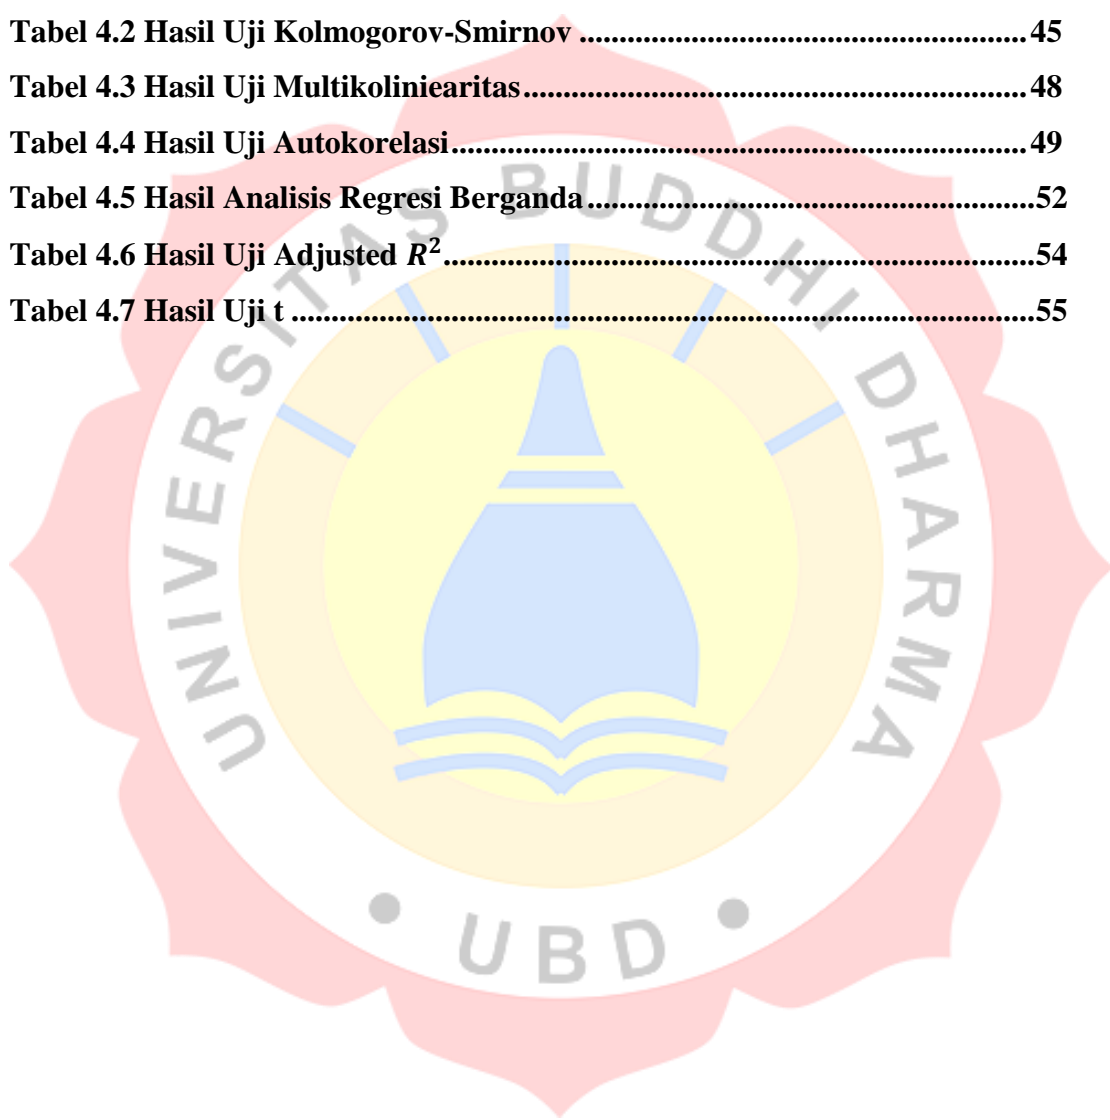 Tabel 4.2 Hasil Uji Kolmogorov-Smirnov ........................................................ 45
Tabel 4.3 Hasil Uji Multikoliniearitas............................................................... 48
Tabel 4.4 Hasil Uji Autokorelasi........................................................................ 49
Tabel 4.5 Hasil Analisis Regresi Berganda........................................................52
Tabel 4.6 Hasil Uji Adjusted R²..........................................................................54
Tabel 4.7 Hasil Uji t .............................................................................................55
UNIVERSITAS BUDDHI DHARMA
• UBD •